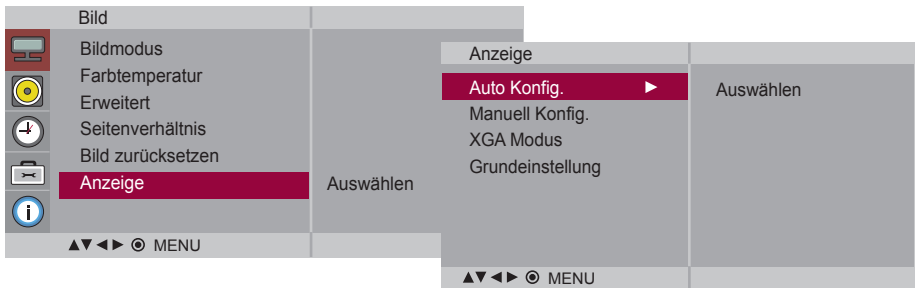 Bild
Bildmodus
Farbtemperatur
Erweitert
Seitenverhältnis
Bild zurücksetzen
Anzeige
Auswählen
▲▼◄► ◉ MENU
Anzeige
Auto Konfig. ►
Auswählen
Manuell Konfig.
XGA Modus
Grundeinstellung
▲▼◄► ◉ MENU